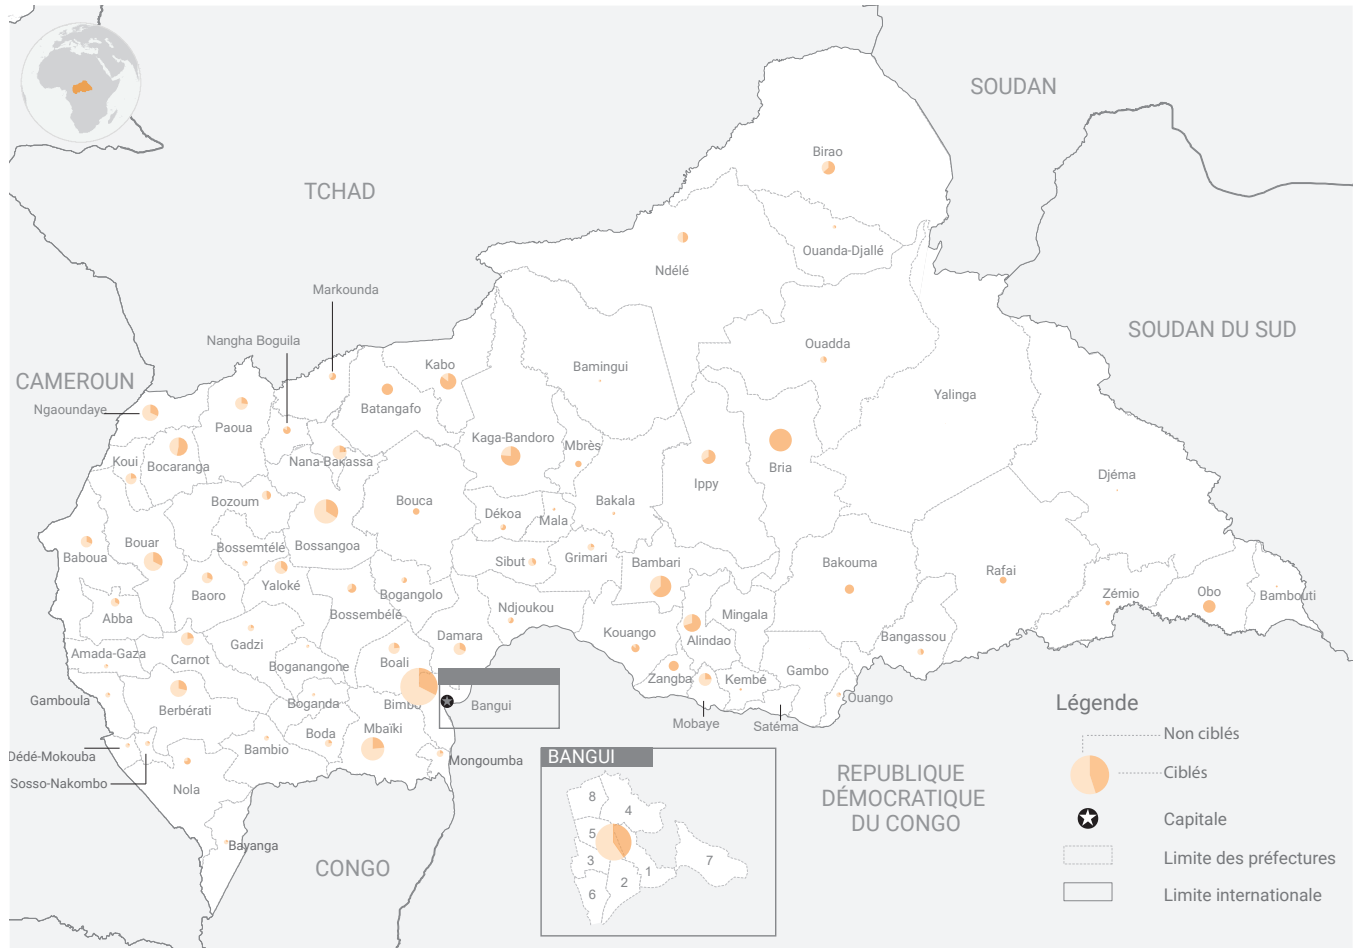 SOUDAN
Birao
TCHAD
Ouanda-Djallé
Ndélé
Markounda
SOUDAN DU SUD
Nangha Boguila
Ouadda
Kabo
Bamingui
CAMEROUN
Yalinga
Ngaoundaye
Batangafo
Paoua
Kaga-Bandoro
Mbrès
Koui
Bocaranga
Nana-Bakassa
Bria
Djéma
Ippy
Bozoum
Bouca
Bakala
Dékoa
Mala
Bouar
Bossemtélé
Bossangoa
Baboua
Sibut
Grimari
Bambari
Bakouma
Rafai
Yaloké
Baoro
Bogangolo
Zémio
Obo
Bambouti
Abba
Bossembélé
Ndjoukou
Mingala
Damara
Kouango
Alindao
Bangassou
Gadzi
Amada-Gaza
Carnot
Boganangone
Boali
Zangba
Kembé
Gambo
Gamboula
Berbérati
Boganda
Bimbo
Bangui
Ouango
Mobaye
Satéma
Légende
Non ciblés
Ciblés
Capitale
Limite des préfectures
Limite internationale
Dédé-Mokouba
Bambio
Boda
Mbaïki
Mongoumba
BANGUI
Sosso-Nakombo
Nola
REPUBLIQUE
DÉMOCRATIQUE
DU CONGO
8
4
5
3
1
7
2
6
Bayanga
CONGO